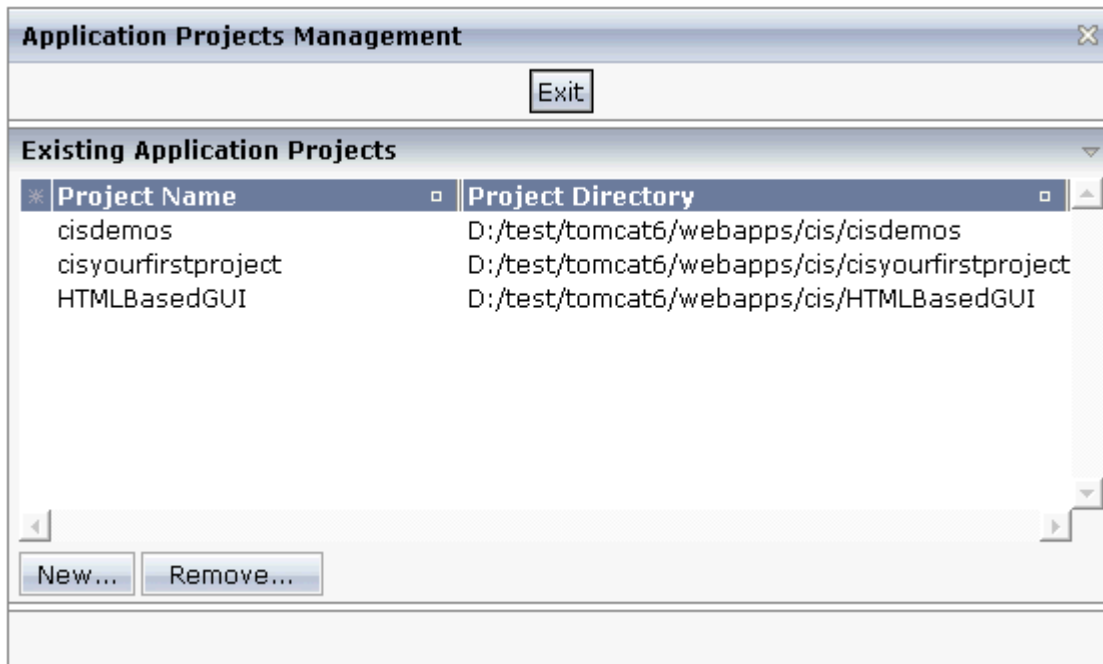 Application Projects Management
Exit
Existing Application Projects
Project Name Project Directory
cisdemos D:/test/tomcat6/webapps/cis/cisdemos
cisyourfirstproject D:/test/tomcat6/webapps/cis/cisyourfirstproject
HTMLBasedGUI D:/test/tomcat6/webapps/cis/HTMLBasedGUI
New... Remove...